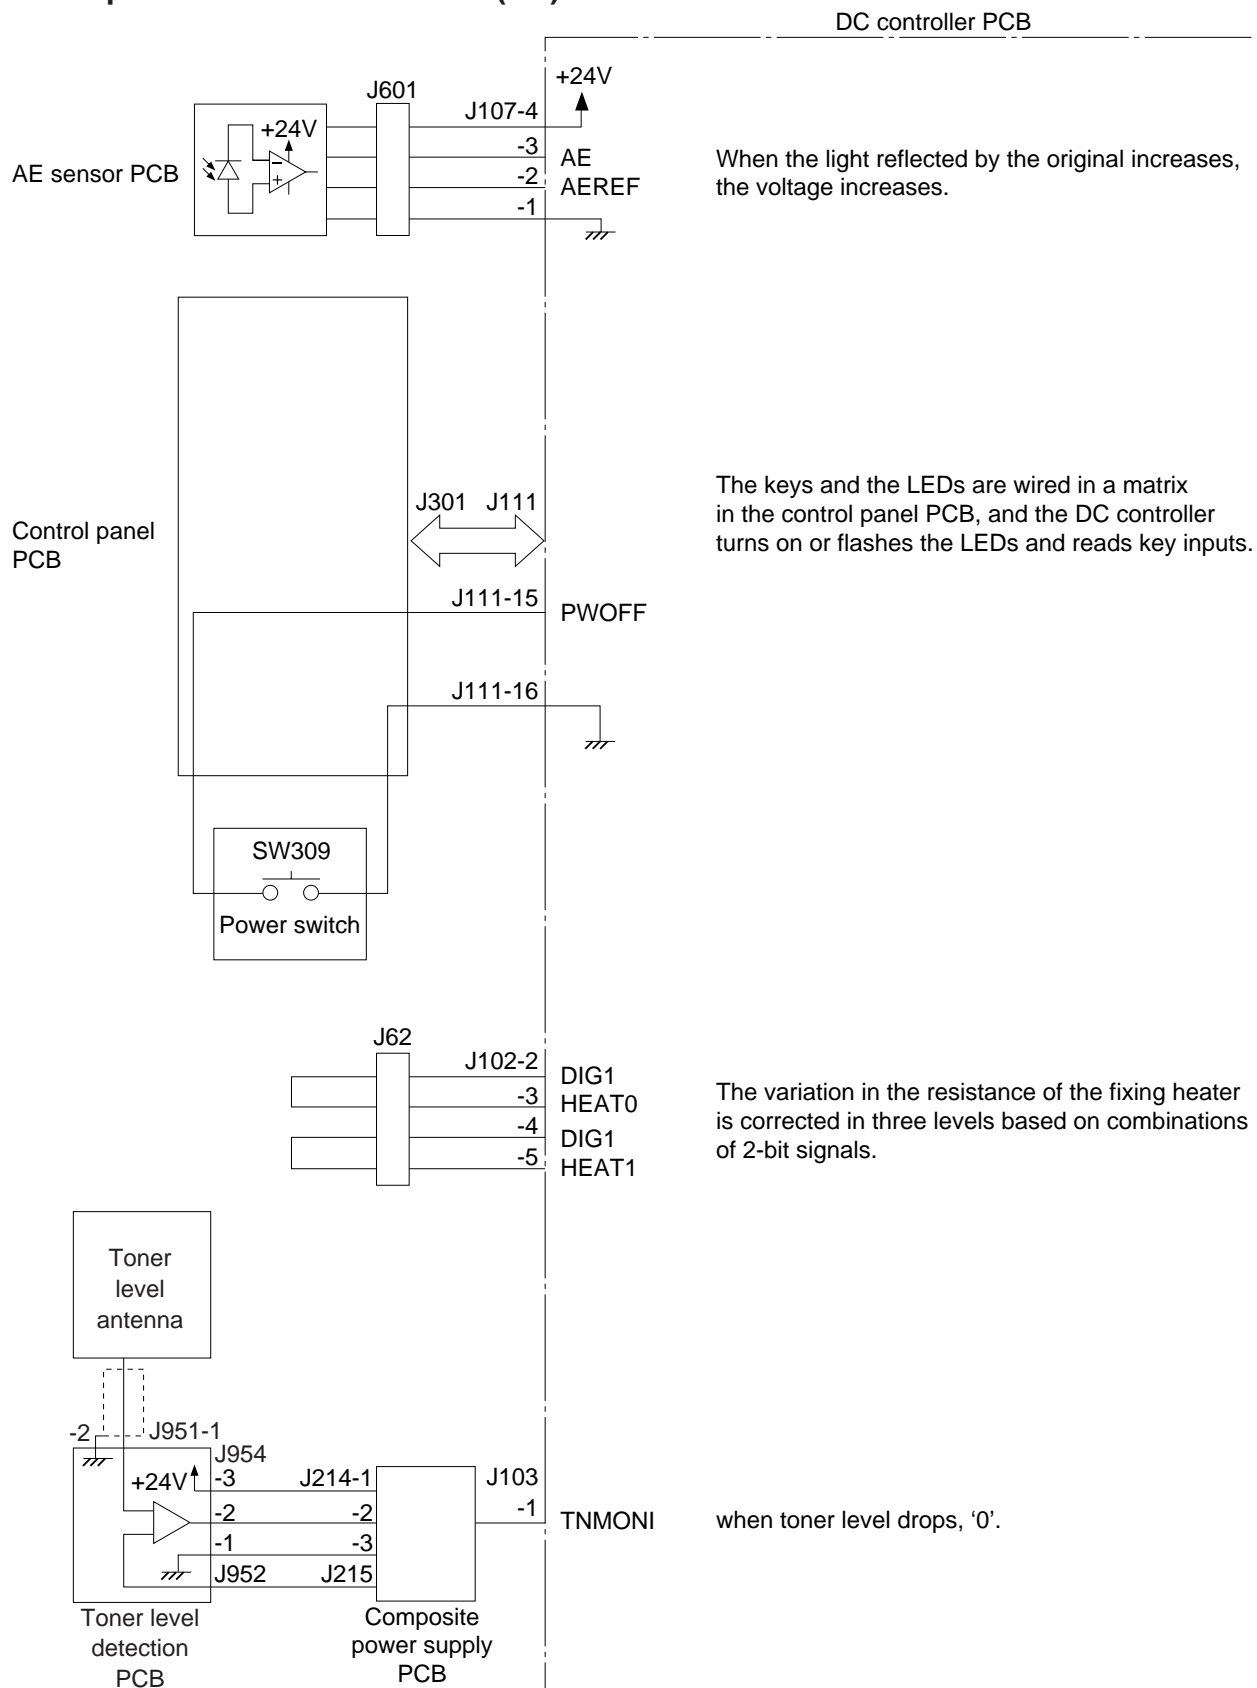 DC controller PCB
+24V
J601
J107-4
+24V
-3
AE
AE sensor PCB
-2
AEREF
-1
When the light reflected by the original increases,
the voltage increases.
Control panel
PCB
J301 J111
The keys and the LEDs are wired in a matrix
in the control panel PCB, and the DC controller
turns on or flashes the LEDs and reads key inputs.
J111-15
PWOFF
J111-16
SW309
Power switch
J62
J102-2
DIG1
-3
HEAT0
-4
DIG1
-5
HEAT1
The variation in the resistance of the fixing heater
is corrected in three levels based on combinations
of 2-bit signals.
Toner
level
antenna
-2
J951-1
J954
+24V
-3
J214-1
J103
-2
-2
-1
TNMONI
when toner level drops, ‘0’.
-1
-3
J952
J215
Toner level
detection
PCB
Composite
power supply
PCB